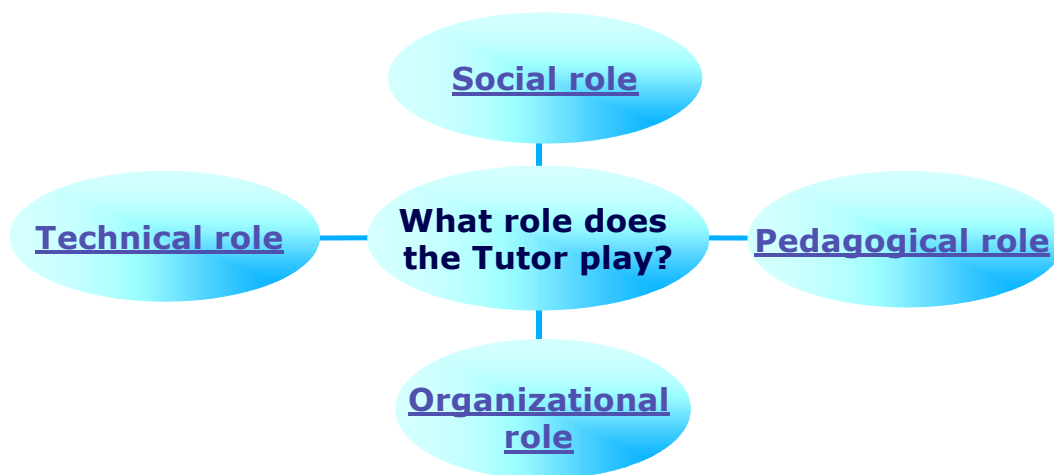 Social role
Technical role
What role does
the Tutor play?
Pedagogical role
Organizational
role